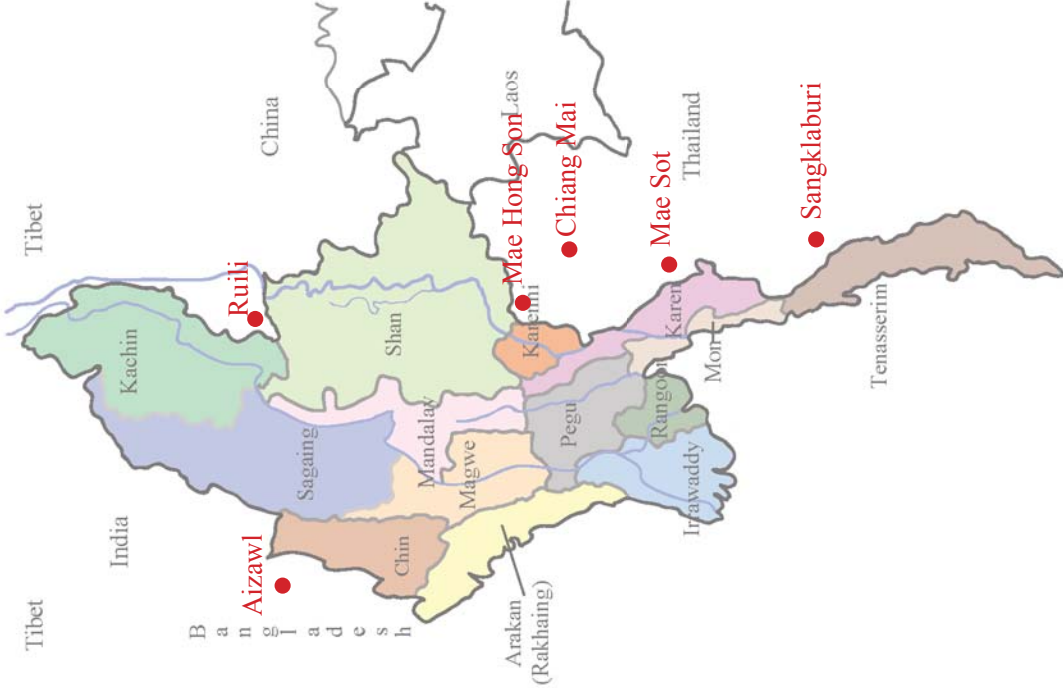 Tibet
Tibet
India
China
Kachin
Ruili
Aizawl
Bangladesh
Sagaing
Shan
Mandalay
Chin
Magwe
Arakan
(Rakhaing)
Karenni
Mae Hong Son
Laos
Chiang Mai
Pegu
Rangoon
Irrawaddy
Karen
Mon
Mae Sot
Thailand
Sangklaburi
Tenasserim